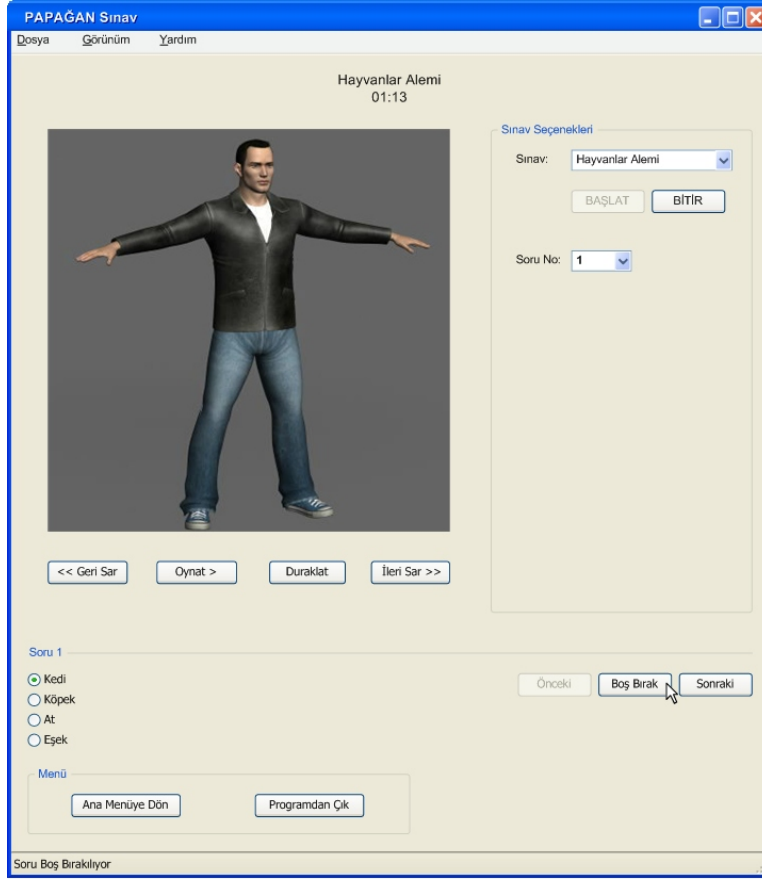 PAPAĞAN Sınav
Dosya Görünüm Yardım
Hayvanlar Alemi
01:13
Sınav Seçenekleri
Sınav: Hayvanlar Alemi
BAŞLAT BİTİR
Soru No: 1
<< Geri Sar Oynat > Duraklat İleri Sar >>
Soru 1
Kedi
Köpek
At
Eşek
Önceki Boş Bırak Sonraki
Menü
Ana Menüye Dön Programdan Çık
Soru Boş Bırakılıyor